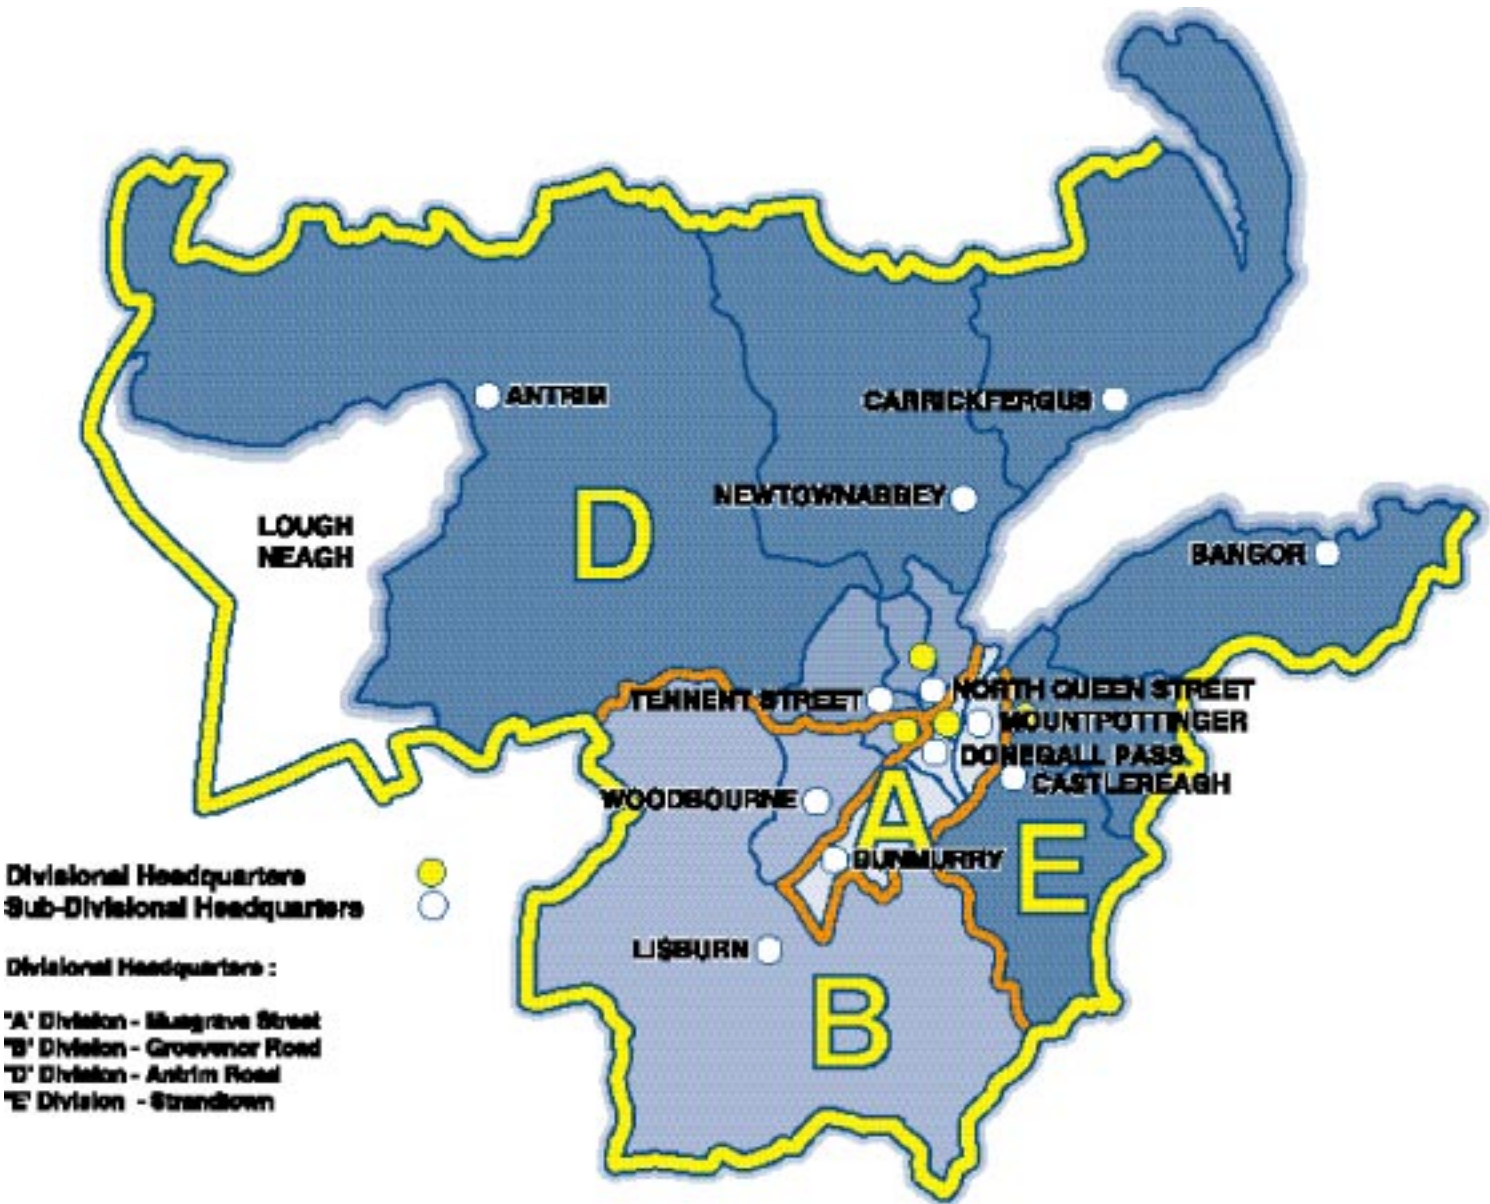 ANTRIM
CARRICKFERGUS
NEWTOWNABBEY
D
LOUGH
NEAGH
BANGOR
TENNENT STREET
NORTH QUEEN STREET
MOUNTPOTTINGER
DONEGALL PASS
CASTLEREAGH
WOODBOURNE
A
DUNMURRY
E
Divisional Headquarters
Sub-Divisional Headquarters
LISBURN
B
Divisional Headquarters :
'A' Division - Musgrave Street
'B' Division - Grosvenor Road
'D' Division - Antrim Road
'E' Division - Strandtown